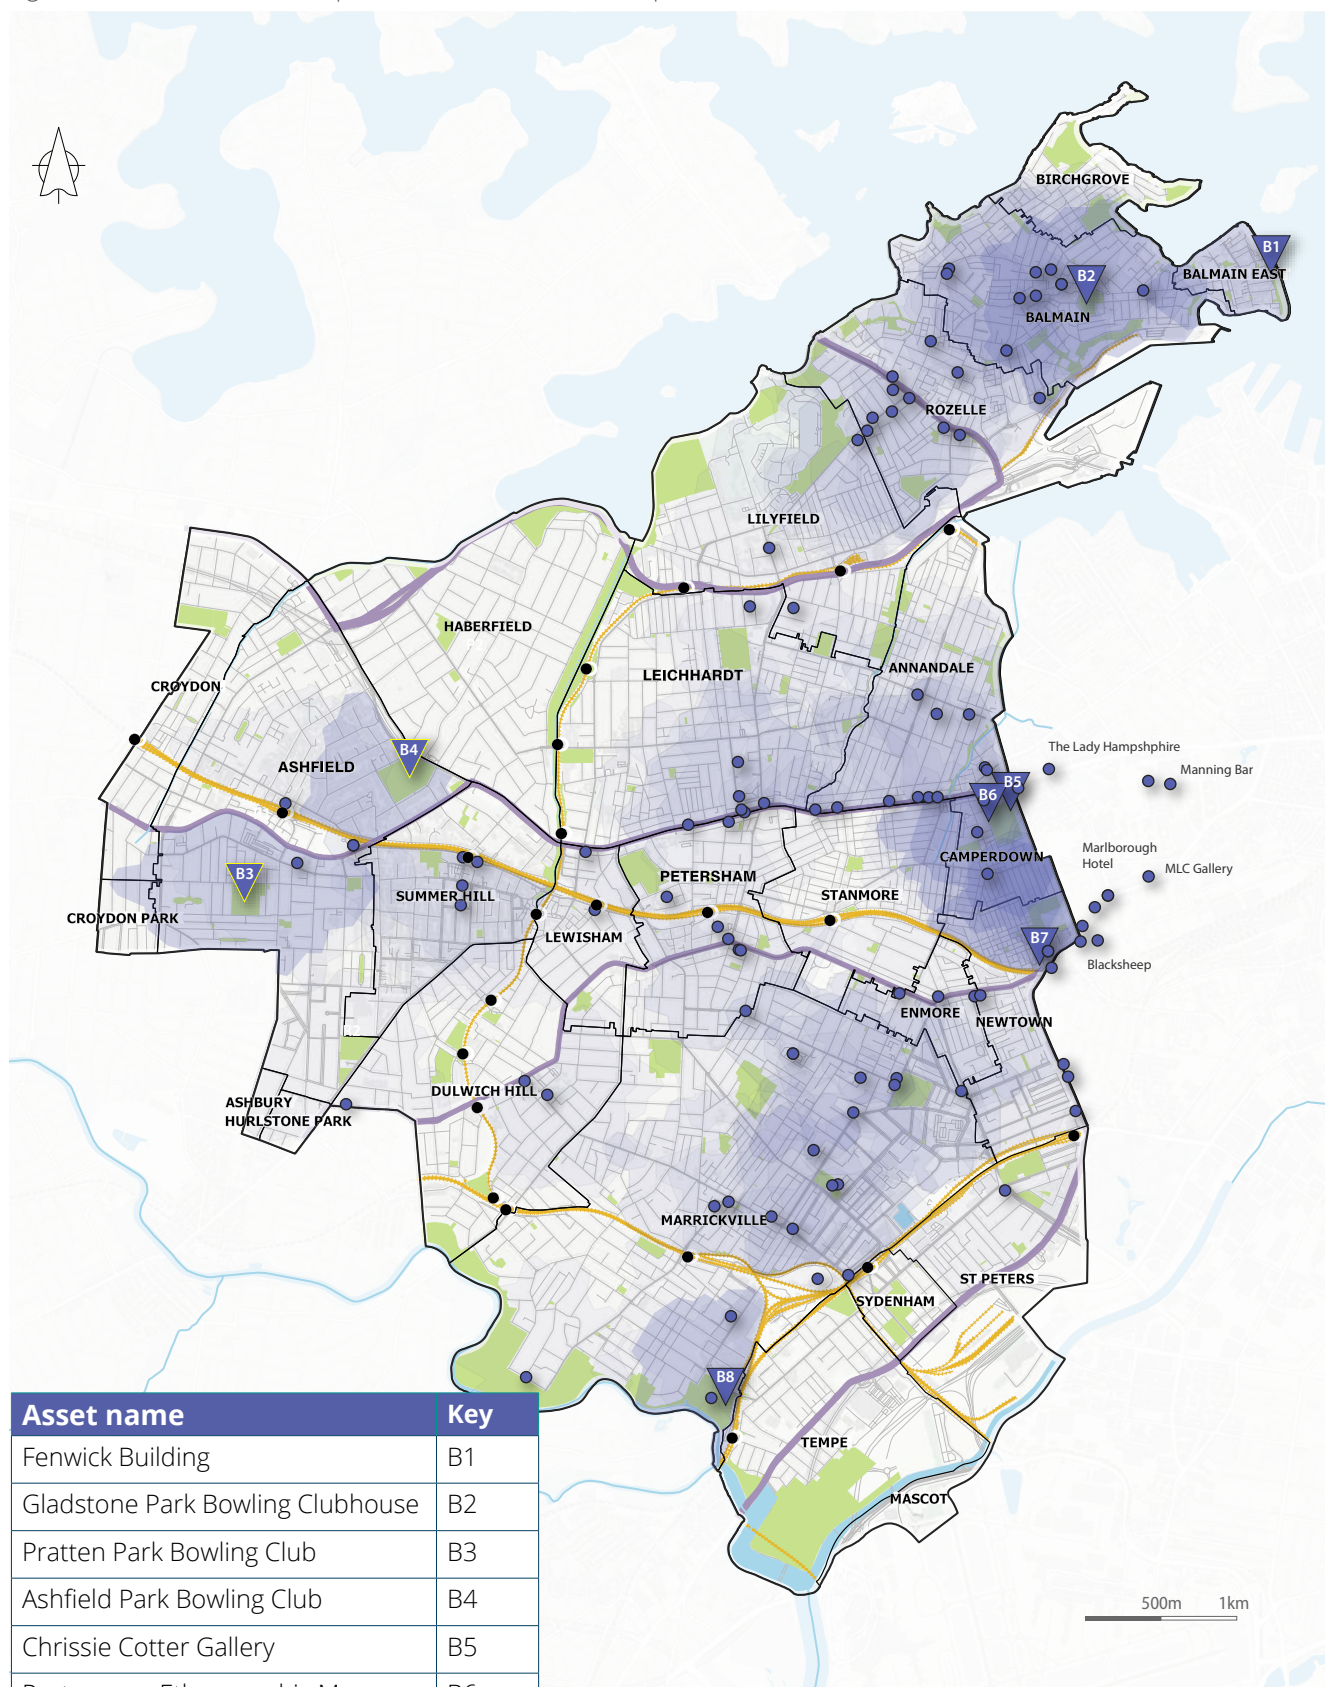 BIRCHGROVE
B1
BALMAIN EAST
B2
BALMAIN
ROZELLE
LILYFIELD
HABERFIELD
LEICHHARDT
ANNANDALE
CROYDON
The Lady Hampshphire
B4
ASHFIELD
Manning Bar
B5
B6
Marlborough
Hotel
CAMPERDOWN
MLC Gallery
B3
PETERSHAM
SUMMER HILL
STANMORE
CROYDON PARK
LEWISHAM
B7
Blacksheep
ENMORE
NEWTOWN
DULWICH HILL
ASHBURY
HURLSTONE PARK
MARRICKVILLE
ST PETERS
SYDENHAM
B8
TEMPE
MASCOT
500m 1km
Asset name Key
Fenwick Building B1
Gladstone Park Bowling Clubhouse B2
Pratten Park Bowling Club B3
Ashfield Park Bowling Club B4
Chrissie Cotter Gallery B5